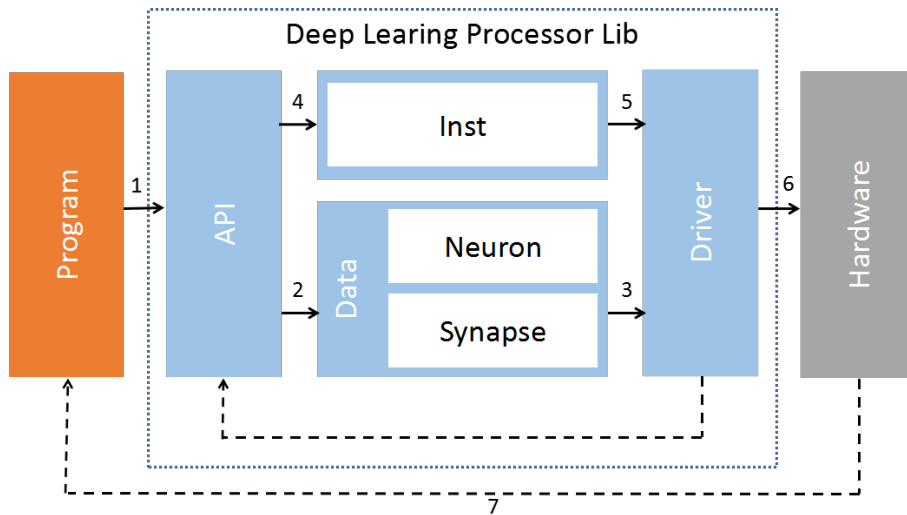 Deep Learing Processor Lib
Program
1
API
4
Inst
5
2
Data
Neuron
Synapse
3
Driver
6
Hardware
7